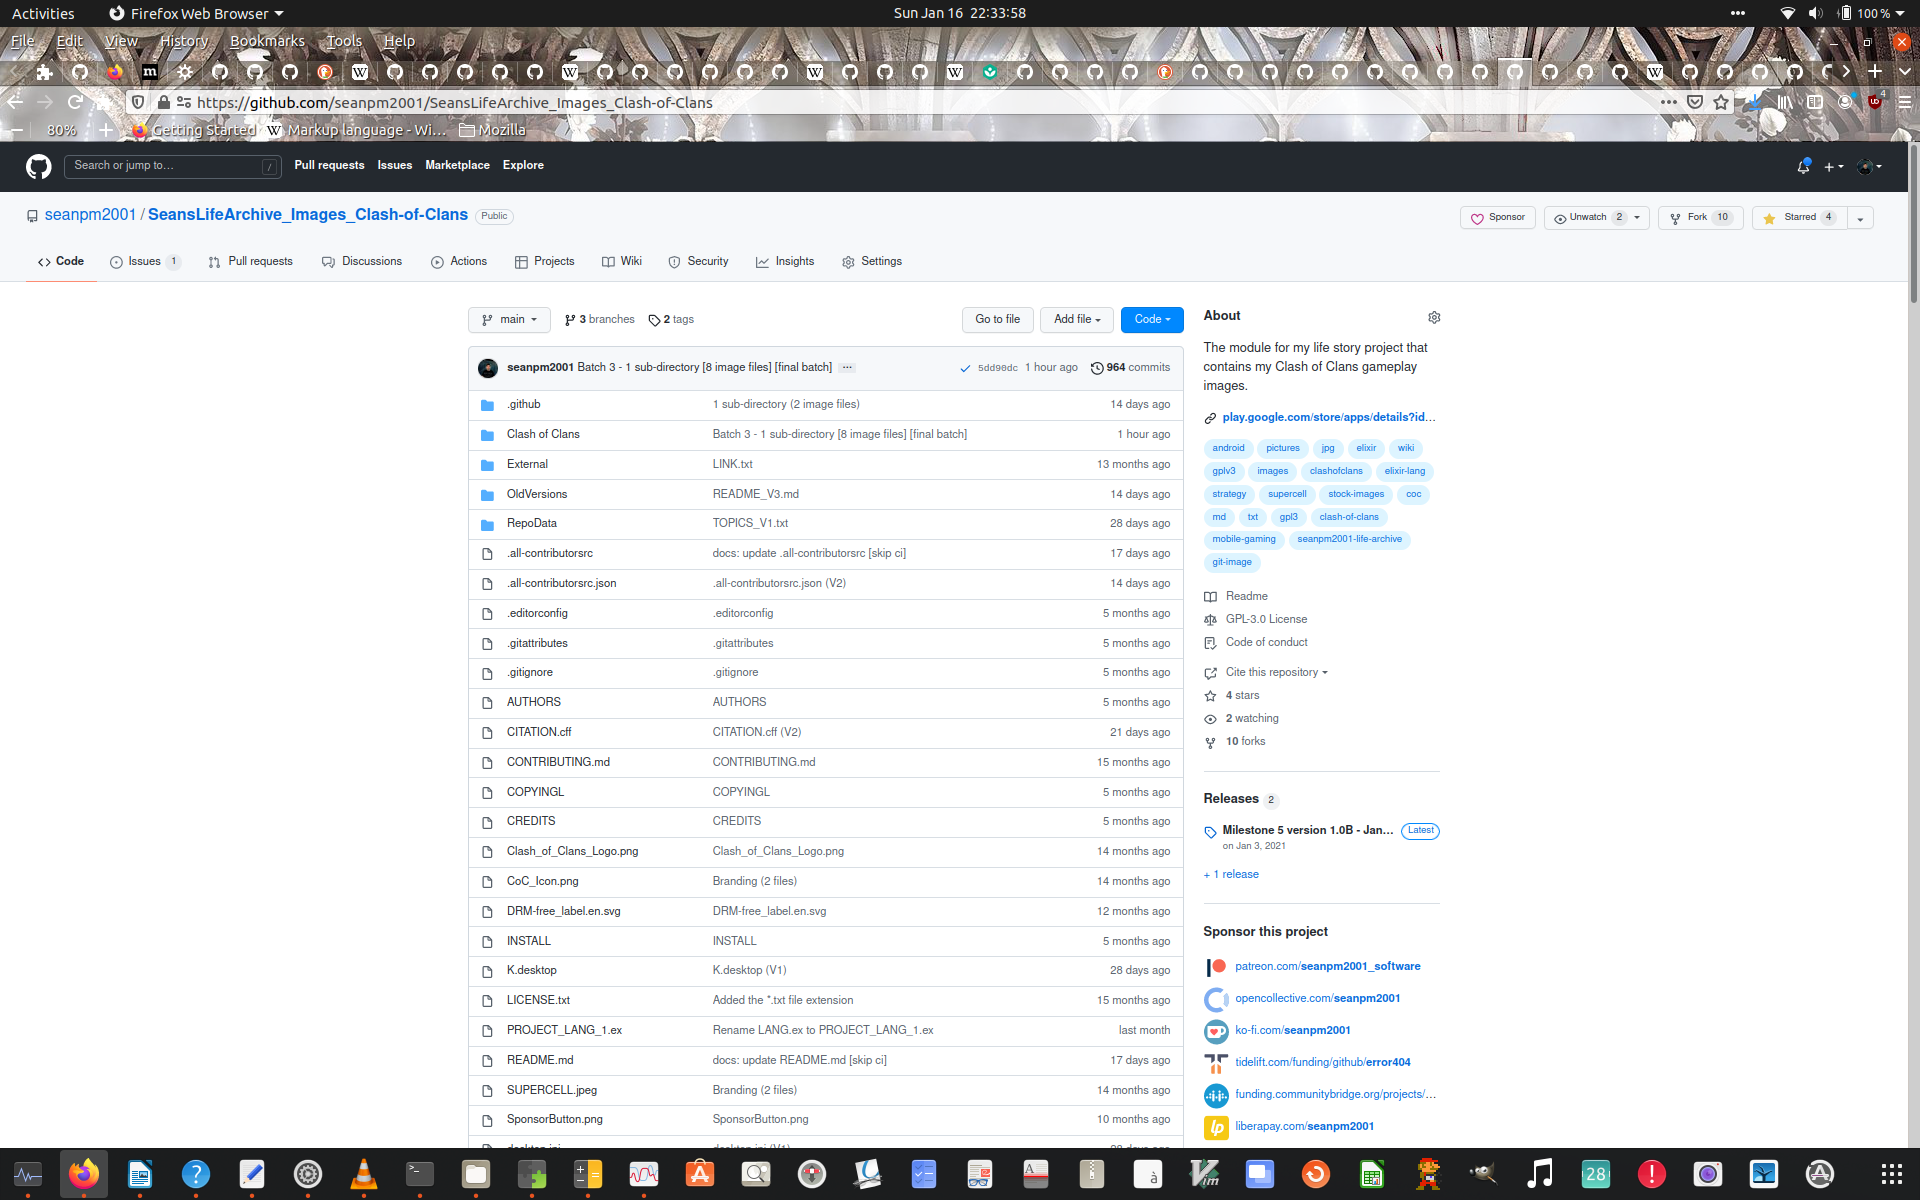 Activities Firefox Web Browser Sun Jan 16 22:33:58 100 %
File Edit View History Bookmarks Tools Help
https://github.com/seanpm2001/SeansLifeArchive_Images_Clash-of-Clans
80% Getting Started Markup language - Wi… Mozilla
Search or jump to… / Pull requests Issues Marketplace Explore
seanpm2001 / SeansLifeArchive_Images_Clash-of-Clans Public
Sponsor Unwatch 2 Fork 10 Starred 4
Code Issues 1 Pull requests Discussions Actions Projects Wiki Security Insights Settings
main 3 branches 2 tags Go to file Add file Code
seanpm2001 Batch 3 - 1 sub-directory [8 image files] [final batch] ... 5dd90dc 1 hour ago 964 commits
.github 1 sub-directory (2 image files) 14 days ago
Clash of Clans Batch 3 - 1 sub-directory [8 image files] [final batch] 1 hour ago
External LINK.txt 13 months ago
OldVersions README_V3.md 14 days ago
RepoData TOPICS_V1.txt 28 days ago
.all-contributorsrc docs: update .all-contributorsrc [skip ci] 17 days ago
.all-contributorsrc.json .all-contributorsrc.json (V2) 14 days ago
.editorconfig .editorconfig 5 months ago
.gitattributes .gitattributes 5 months ago
.gitignore .gitignore 5 months ago
AUTHORS AUTHORS 5 months ago
CITATION.cff CITATION.cff (V2) 21 days ago
CONTRIBUTING.md CONTRIBUTING.md 15 months ago
COPYINGL COPYINGL 5 months ago
CREDITS CREDITS 5 months ago
Clash_of_Clans_Logo.png Clash_of_Clans_Logo.png 14 months ago
CoC_Icon.png Branding (2 files) 14 months ago
DRM-free_label.en.svg DRM-free_label.en.svg 12 months ago
INSTALL INSTALL 5 months ago
K.desktop K.desktop (V1) 28 days ago
LICENSE.txt Added the *.txt file extension 15 months ago
PROJECT_LANG_1.ex Rename LANG.ex to PROJECT_LANG_1.ex last month
README.md docs: update README.md [skip ci] 17 days ago
SUPERCELL.jpeg Branding (2 files) 14 months ago
SponsorButton.png SponsorButton.png 10 months ago
About
The module for my life story project that
contains my Clash of Clans gameplay
images.
play.google.com/store/apps/details?id…
android pictures jpg elixir wiki
gplv3 images clashofclans elixir-lang
strategy supercell stock-images coc
md txt gpl3 clash-of-clans
mobile-gaming seanpm2001-life-archive
git-image
Readme
GPL-3.0 License
Code of conduct
Cite this repository
4 stars
2 watching
10 forks
Releases 2
Milestone 5 version 1.0B - Jan… Latest
on Jan 3, 2021
+ 1 release
Sponsor this project
patreon.com/seanpm2001_software
opencollective.com/seanpm2001
ko-fi.com/seanpm2001
tidelift.com/funding/github/error404
funding.communitybridge.org/projects/…
liberapay.com/seanpm2001